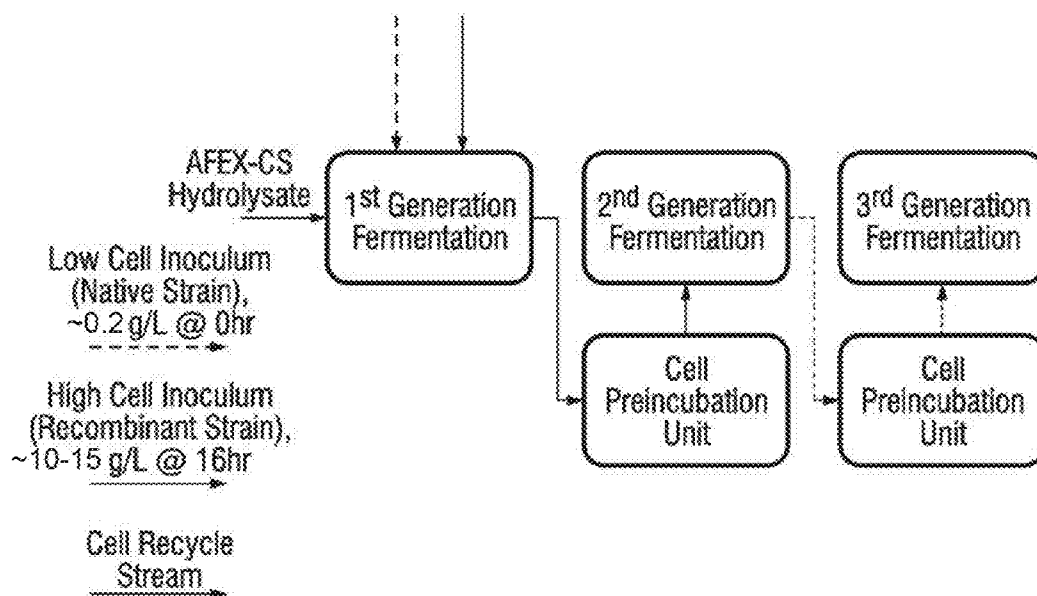 AFEX-CS
Hydrolysate
1st Generation
Fermentation
2nd Generation
Fermentation
3rd Generation
Fermentation
Low Cell Inoculum
(Native Strain),
~0.2 g/L @ 0hr
Cell
Preincubation
Unit
Cell
Preincubation
Unit
High Cell Inoculum
(Recombinant Strain),
~10-15 g/L @ 16hr
Cell Recycle
Stream